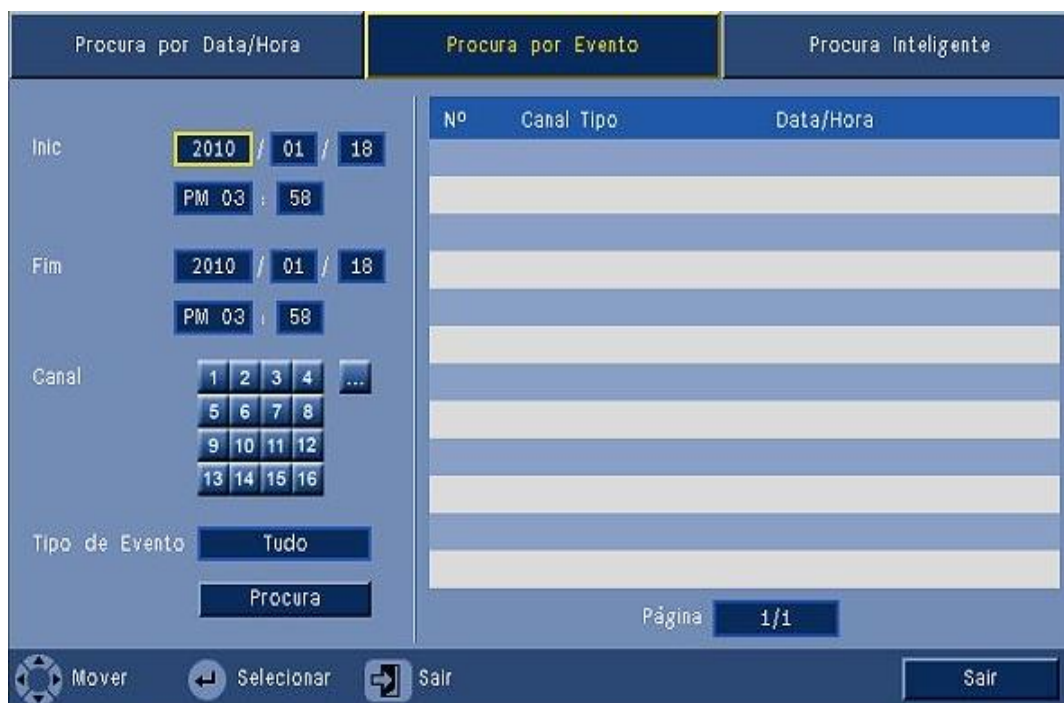 Procura por Data/Hora
Procura por Evento
Procura Inteligente
Inic
2010 / 01 / 18
PM 03 : 58
Fim
2010 / 01 / 18
PM 03 : 58
Canal
1 2 3 4 ...
5 6 7 8
9 10 11 12
13 14 15 16
Tipo de Evento Tudo
Procura
Nº Canal Tipo Data/Hora
Página 1/1
Mover
Selecionar
Sair
Sair